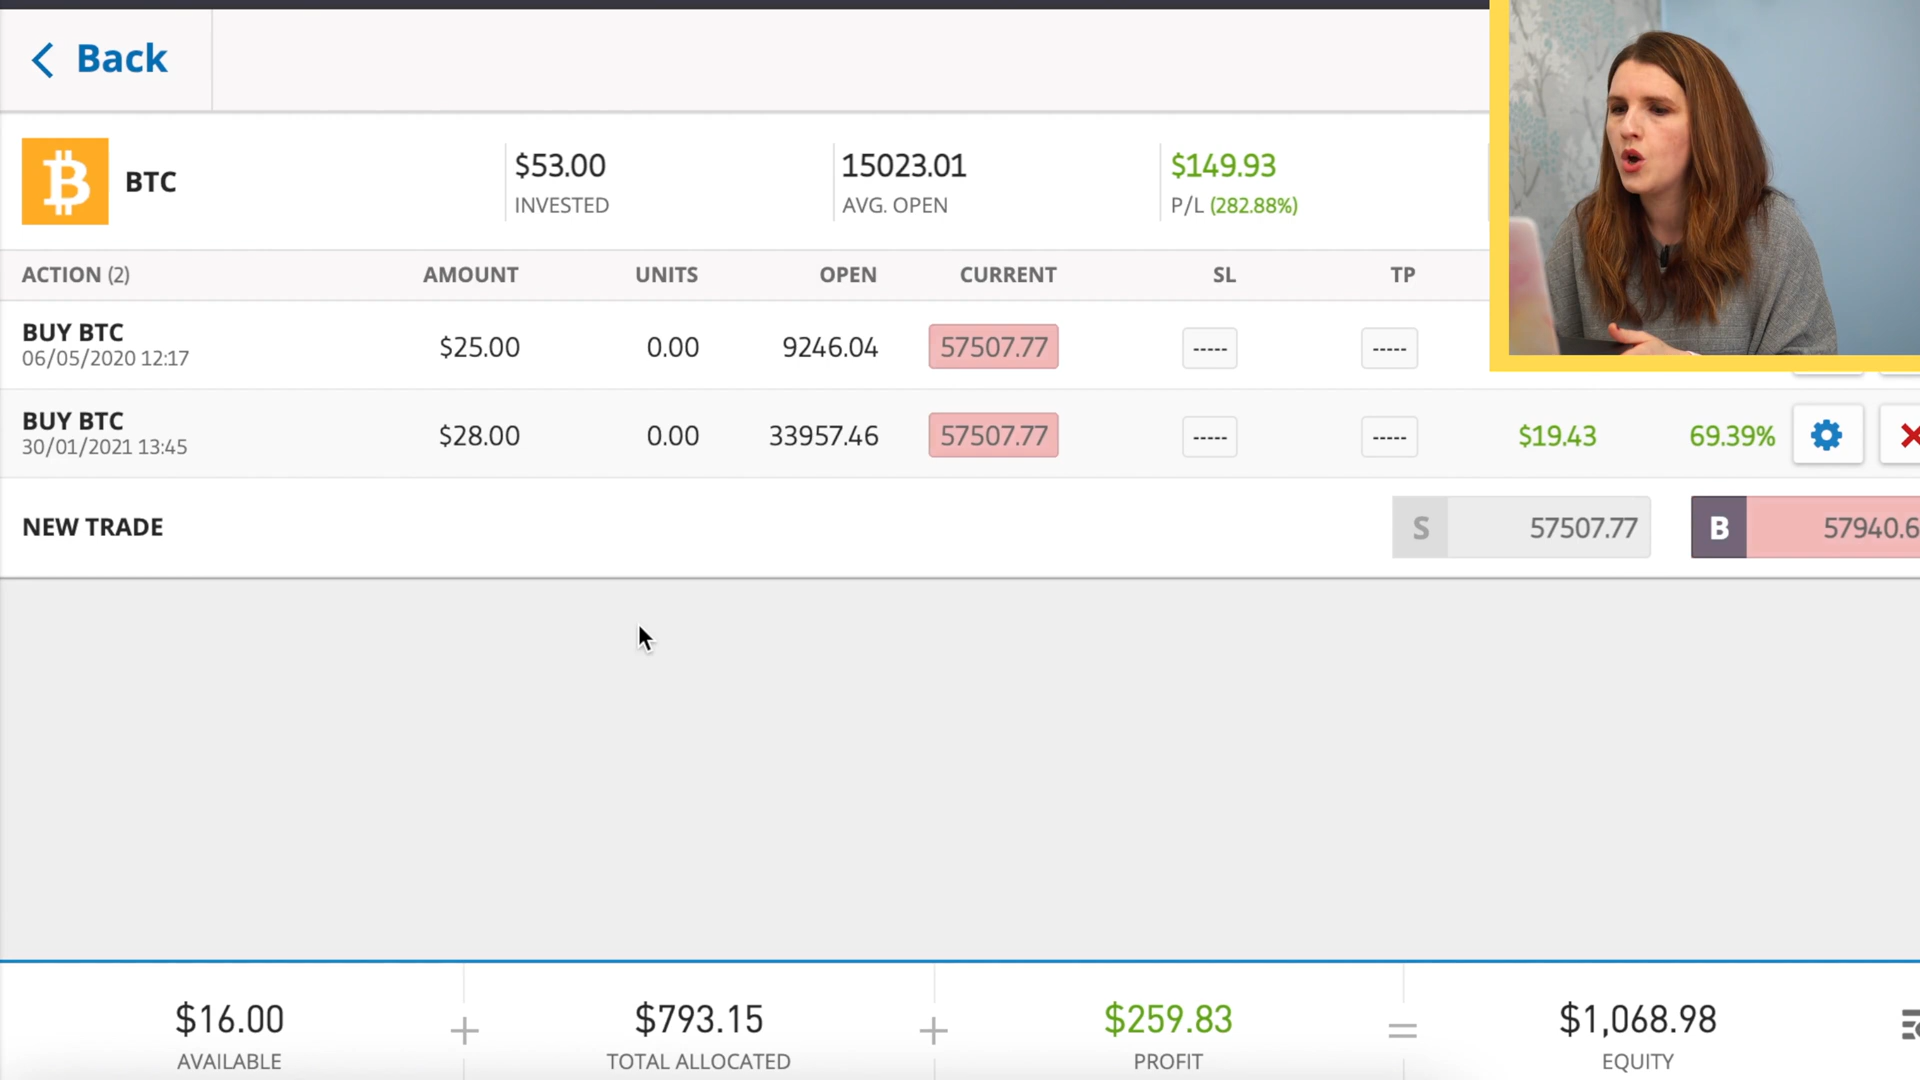 Back
BTC
$53.00
INVESTED
15023.01
AVG. OPEN
$149.93
P/L (282.88%)
ACTION (2) AMOUNT UNITS OPEN CURRENT SL TP
BUY BTC
06/05/2020 12:17
$25.00 0.00 9246.04 57507.77 ----- -----
BUY BTC
30/01/2021 13:45
$28.00 0.00 33957.46 57507.77 ----- ----- $19.43 69.39%
NEW TRADE S 57507.77 B 57940.6
$16.00 + $793.15 + $259.83 = $1,068.98
AVAILABLE TOTAL ALLOCATED PROFIT EQUITY